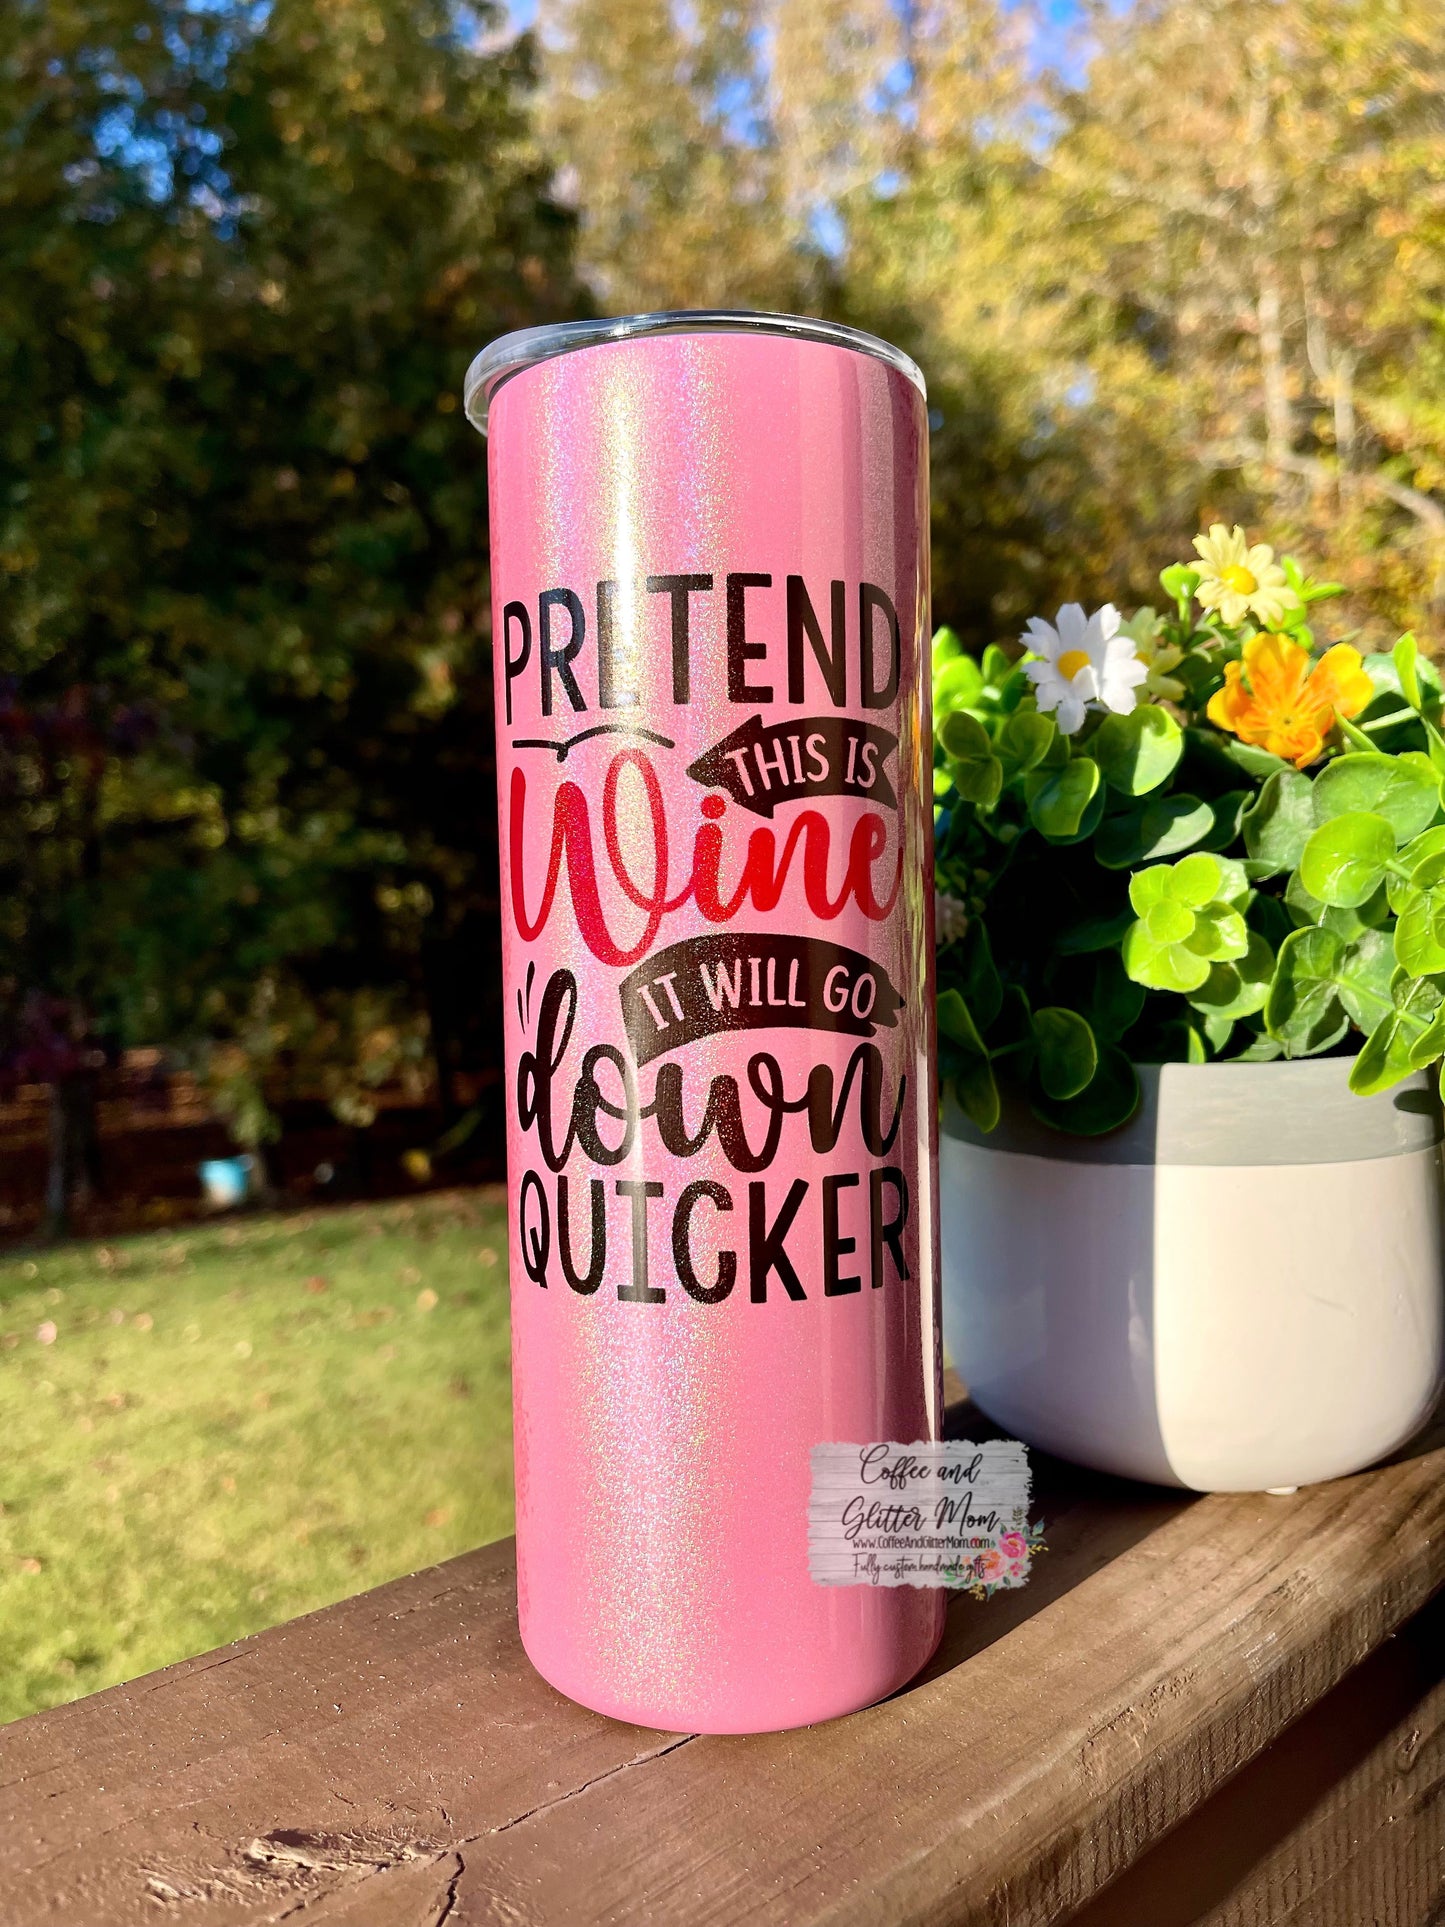 PRETEND
THIS IS
Wine
IT WILL GO
down
QUICKER
Coffee and
Glitter Mom
www.CoffeeAndGlitterMom.com
Fully custom handmade gifts